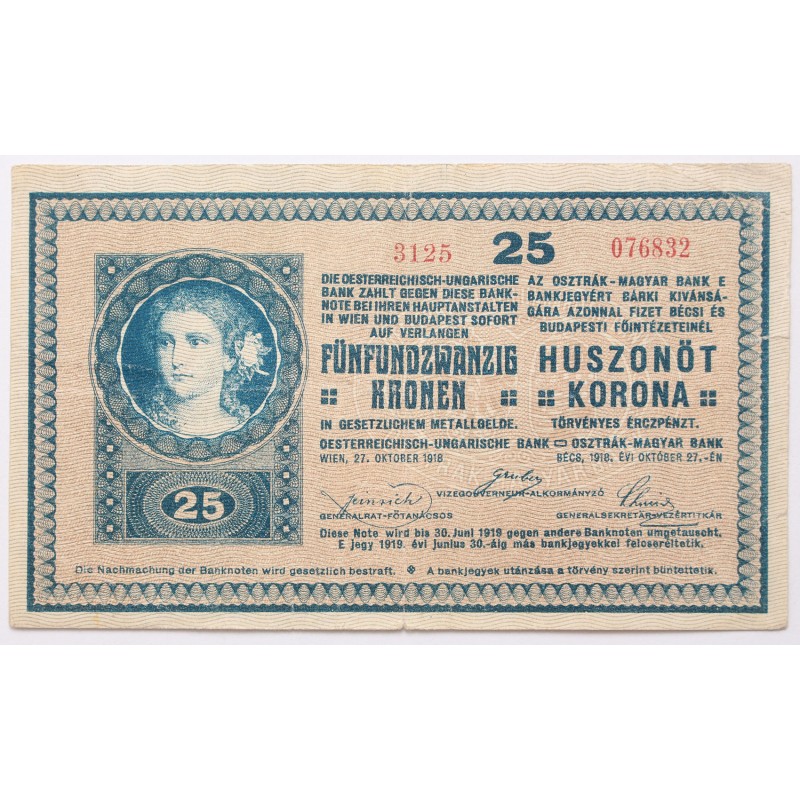 3125 25 076832
DIE OESTERREICHISCH-UNGARISCHE
BANK ZAHLT GEGEN DIESE BANK-
NOTE BEI IHREN HAUPTANSTALTEN
IN WIEN UND BUDAPEST SOFORT
AUF VERLANGEN
FÜNFUNDZWANZIG
KRONEN
IN GESETZLICHEM METALLGELDE.
OESTERREICHISCH-UNGARISCHE BANK
WIEN, 27. OKTOBER 1918
AZ OSZTRÁK-MAGYAR BANK E
BANKJEGYÉRT BÁRKI KIVÁNSÁ-
GÁRA AZONNAL FIZET BÉCSI ÉS
BUDAPESTI FŐINTÉZETEINÉL
HUSZONÖT
KORONA
TÖRVÉNYES ÉRCZPÉNZT.
OSZTRÁK-MAGYAR BANK
BÉCS, 1918. ÉVI OKTOBER 27.-ÉN
Gruber
VIZEGOUVERNEUR-ALKORMÁNYZÓ
GENERALRAT-FŐTANÁCSOS
GENERALSEKRETÄR-VEZÉRTITKÁR
25
Diese Note wird bis 30. Juni 1919 gegen andere Banknoten umgetauscht.
E jegy 1919. évi junius 30.-áig más bankjegyekkel felcseréltetik.
Die Nachmachung der Banknoten wird gesetzlich bestraft. A bankjegyek utánzása a törvény szerint büntettetik.